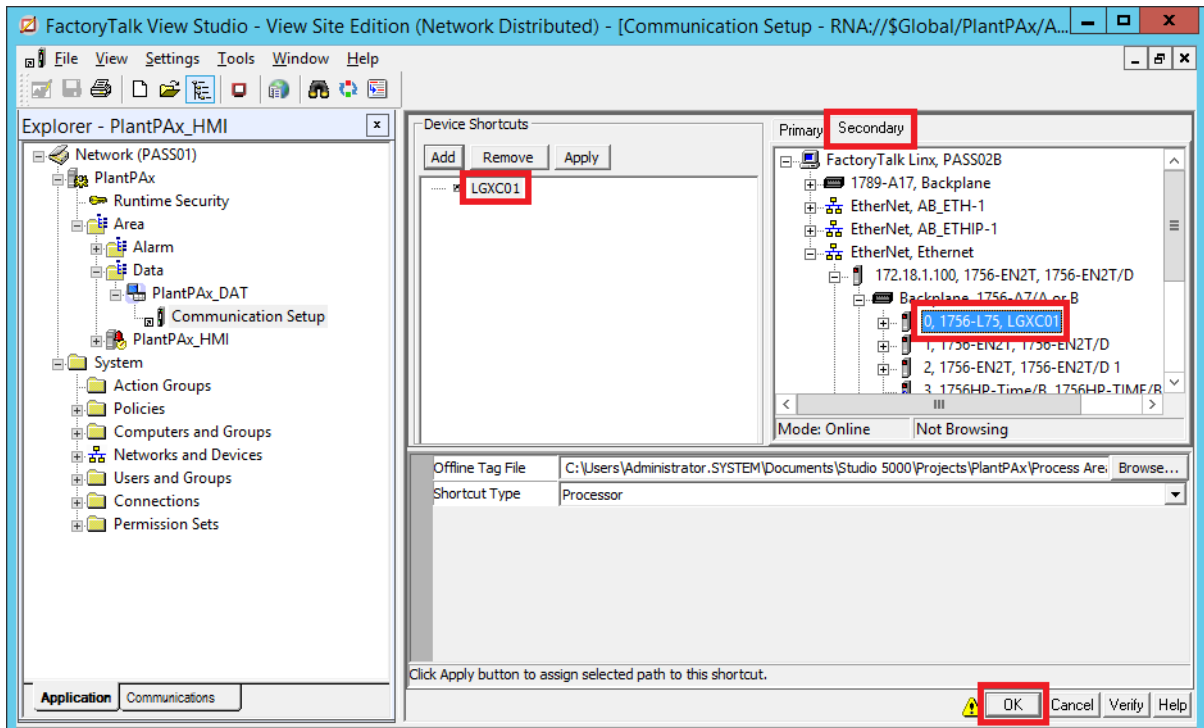 FactoryTalk View Studio - View Site Edition (Network Distributed) - [Communication Setup - RNA://$Global/PlantPAx/A...
File View Settings Tools Window Help
Explorer - PlantPAx_HMI
Network (PASS01)
PlantPAx
Runtime Security
Area
Alarm
Data
PlantPAx_DAT
Communication Setup
PlantPAx_HMI
System
Action Groups
Policies
Computers and Groups
Networks and Devices
Users and Groups
Connections
Permission Sets
Application Communications
Device Shortcuts
Add Remove Apply
LGXC01
Primary Secondary
FactoryTalk Linx, PASS02B
1789-A17, Backplane
EtherNet, AB_ETH-1
EtherNet, AB_ETHIP-1
EtherNet, Ethernet
172.18.1.100, 1756-EN2T, 1756-EN2T/D
Backplane, 1756-A7/A or B
0, 1756-L75, LGXC01
1, 1756-EN2T, 1756-EN2T/D
2, 1756-EN2T, 1756-EN2T/D 1
3, 1756HP-Time/B, 1756HP-TIME/B
Mode: Online Not Browsing
Offline Tag File C:\Users\Administrator.SYSTEM\Documents\Studio 5000\Projects\PlantPAx\Process Area Browse...
Shortcut Type Processor
Click Apply button to assign selected path to this shortcut.
OK Cancel Verify Help